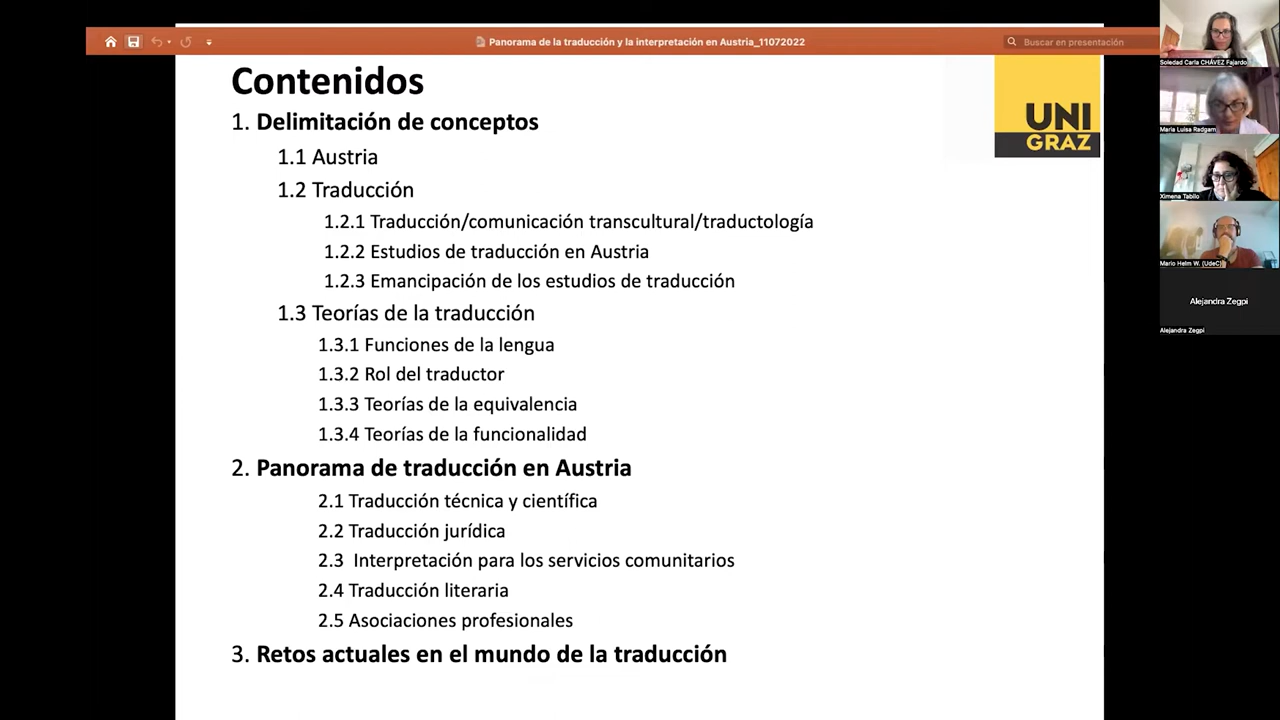 Panorama de la traducción y la interpretación en Austria_11072022
Buscar en presentación
Contenidos
UNI
GRAZ
1. Delimitación de conceptos
1.1 Austria
1.2 Traducción
1.2.1 Traducción/comunicación transcultural/traductología
1.2.2 Estudios de traducción en Austria
1.2.3 Emancipación de los estudios de traducción
1.3 Teorías de la traducción
1.3.1 Funciones de la lengua
1.3.2 Rol del traductor
1.3.3 Teorías de la equivalencia
1.3.4 Teorías de la funcionalidad
2. Panorama de traducción en Austria
2.1 Traducción técnica y científica
2.2 Traducción jurídica
2.3 Interpretación para los servicios comunitarios
2.4 Traducción literaria
2.5 Asociaciones profesionales
3. Retos actuales en el mundo de la traducción
Soledad Carla CHÁVEZ Fajardo
Maria Luisa Redgam
Ximena Tabilo
Mario Helm W. (UdeC)
Alejandra Zegpi
Alejandra Zegpi